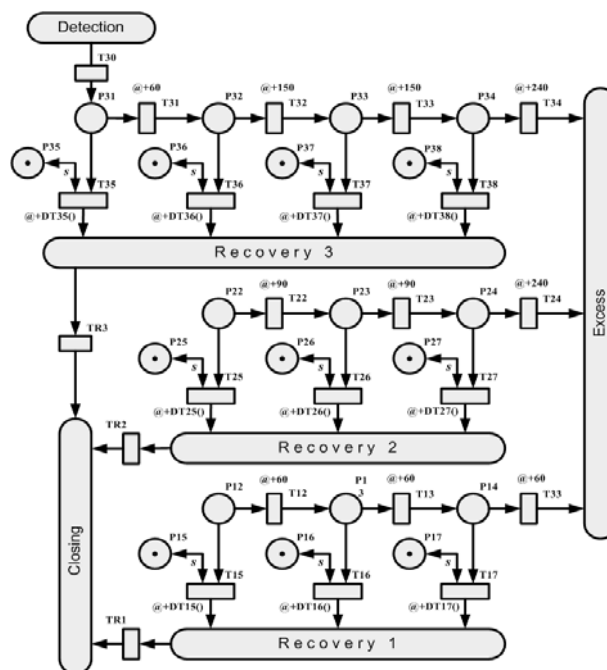 Detection
T30
@+60 @+150 @+150 @+240
P31 T31 P32 T32 P33 T33 P34 T34
P35 P36 P37 P38
s s s s
T35 T36 T37 T38
@+DT35() @+DT36() @+DT37() @+DT38()
Recovery 3
Excess
@+90 @+90 @+240
P22 T22 P23 T23 P24 T24
TR3
P25 P26 P27
s s s
T25 T26 T27
@+DT25() @+DT26() @+DT27()
TR2
Recovery 2
@+60 @+60 @+60
P12 T12 P1 T13 P14 T33
3
P15 P16 P17
s s s
Closing
T15 T16 T17
@+DT15() @+DT16() @+DT17()
TR1
Recovery 1